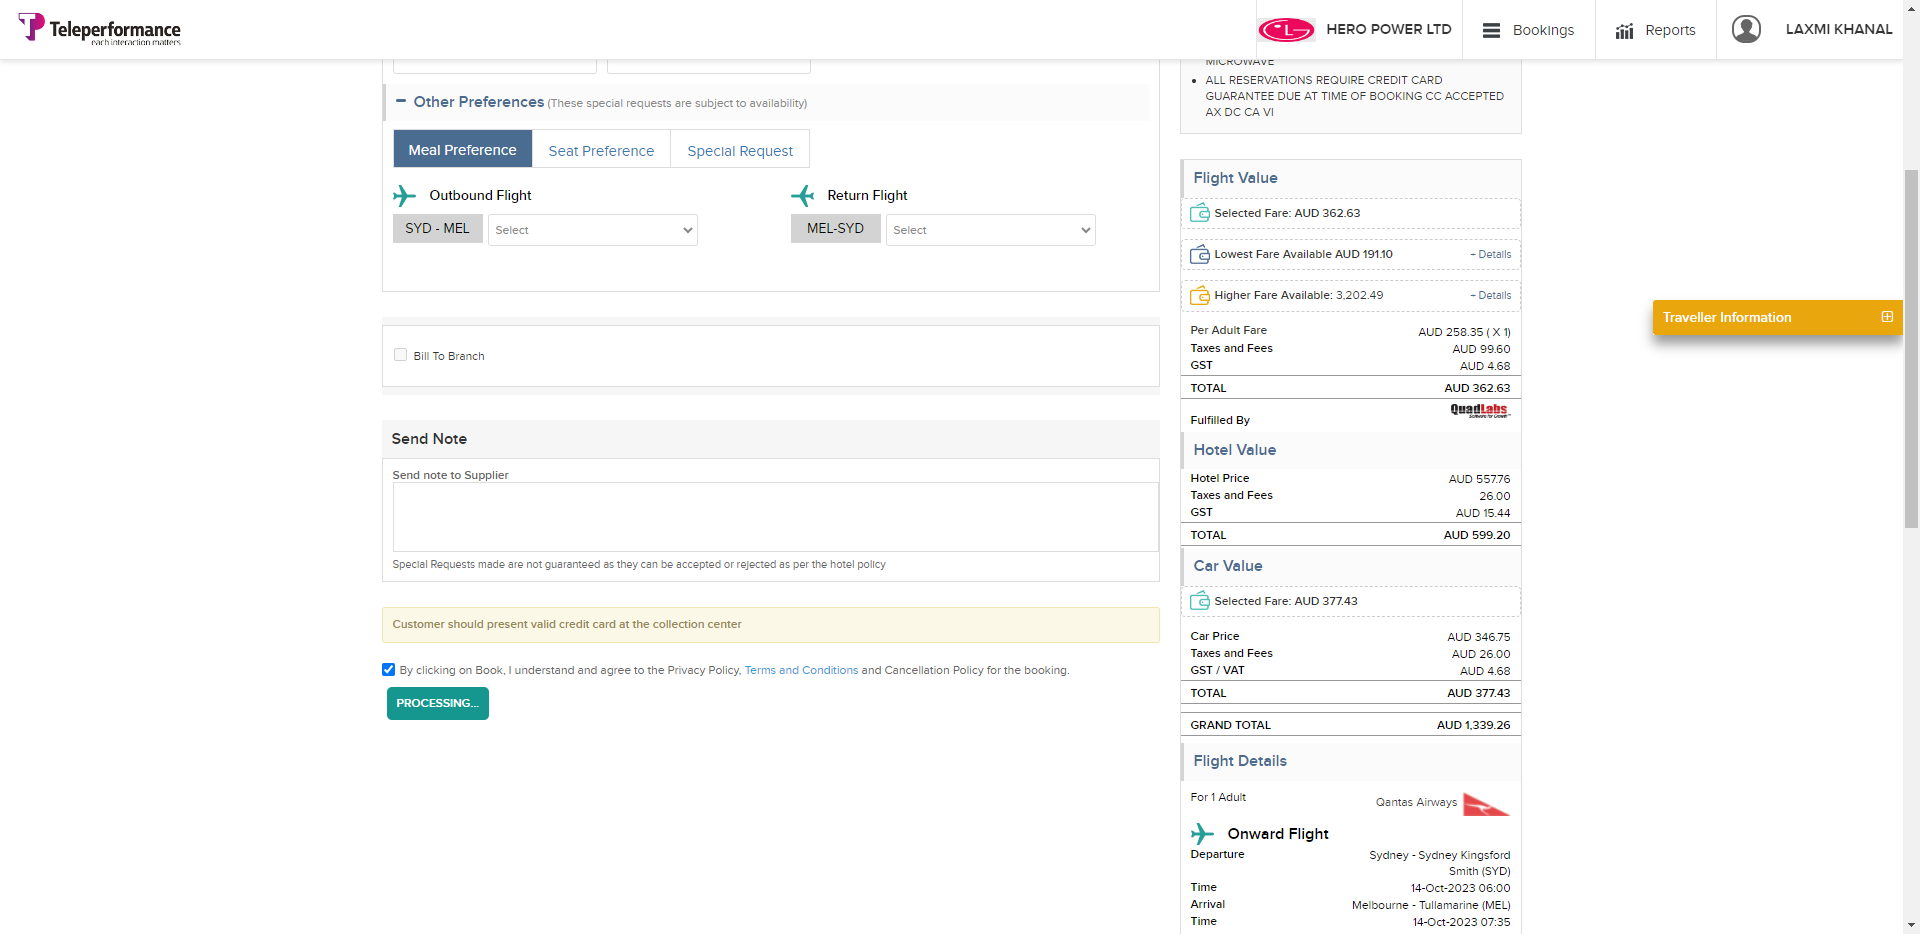 Teleperformance
each interaction matters
HERO POWER LTD
Bookings
Reports
LAXMI KHANAL
Other Preferences (These special requests are subject to availability)
Meal Preference
Seat Preference
Special Request
Outbound Flight
Return Flight
SYD - MEL
Select
MEL-SYD
Select
Bill To Branch
Send Note
Send note to Supplier
Special Requests made are not guaranteed as they can be accepted or rejected as per the hotel policy
Customer should present valid credit card at the collection center
By clicking on Book, I understand and agree to the Privacy Policy, Terms and Conditions and Cancellation Policy for the booking.
PROCESSING...
MICROWAVE
ALL RESERVATIONS REQUIRE CREDIT CARD
GUARANTEE DUE AT TIME OF BOOKING CC ACCEPTED
AX DC CA VI
Flight Value
Selected Fare: AUD 362.63
Lowest Fare Available AUD 191.10 + Details
Higher Fare Available: 3,202.49 + Details
Per Adult Fare AUD 258.35 ( X 1)
Taxes and Fees AUD 99.60
GST AUD 4.68
TOTAL AUD 362.63
Fulfilled By QuadLabs
Hotel Value
Hotel Price AUD 557.76
Taxes and Fees 26.00
GST AUD 15.44
TOTAL AUD 599.20
Car Value
Selected Fare: AUD 377.43
Car Price AUD 346.75
Taxes and Fees AUD 26.00
GST / VAT AUD 4.68
TOTAL AUD 377.43
GRAND TOTAL AUD 1,339.26
Flight Details
For 1 Adult Qantas Airways
Onward Flight
Departure Sydney - Sydney Kingsford
Smith (SYD)
Time 14-Oct-2023 06:00
Arrival Melbourne - Tullamarine (MEL)
Time 14-Oct-2023 07:35
Traveller Information